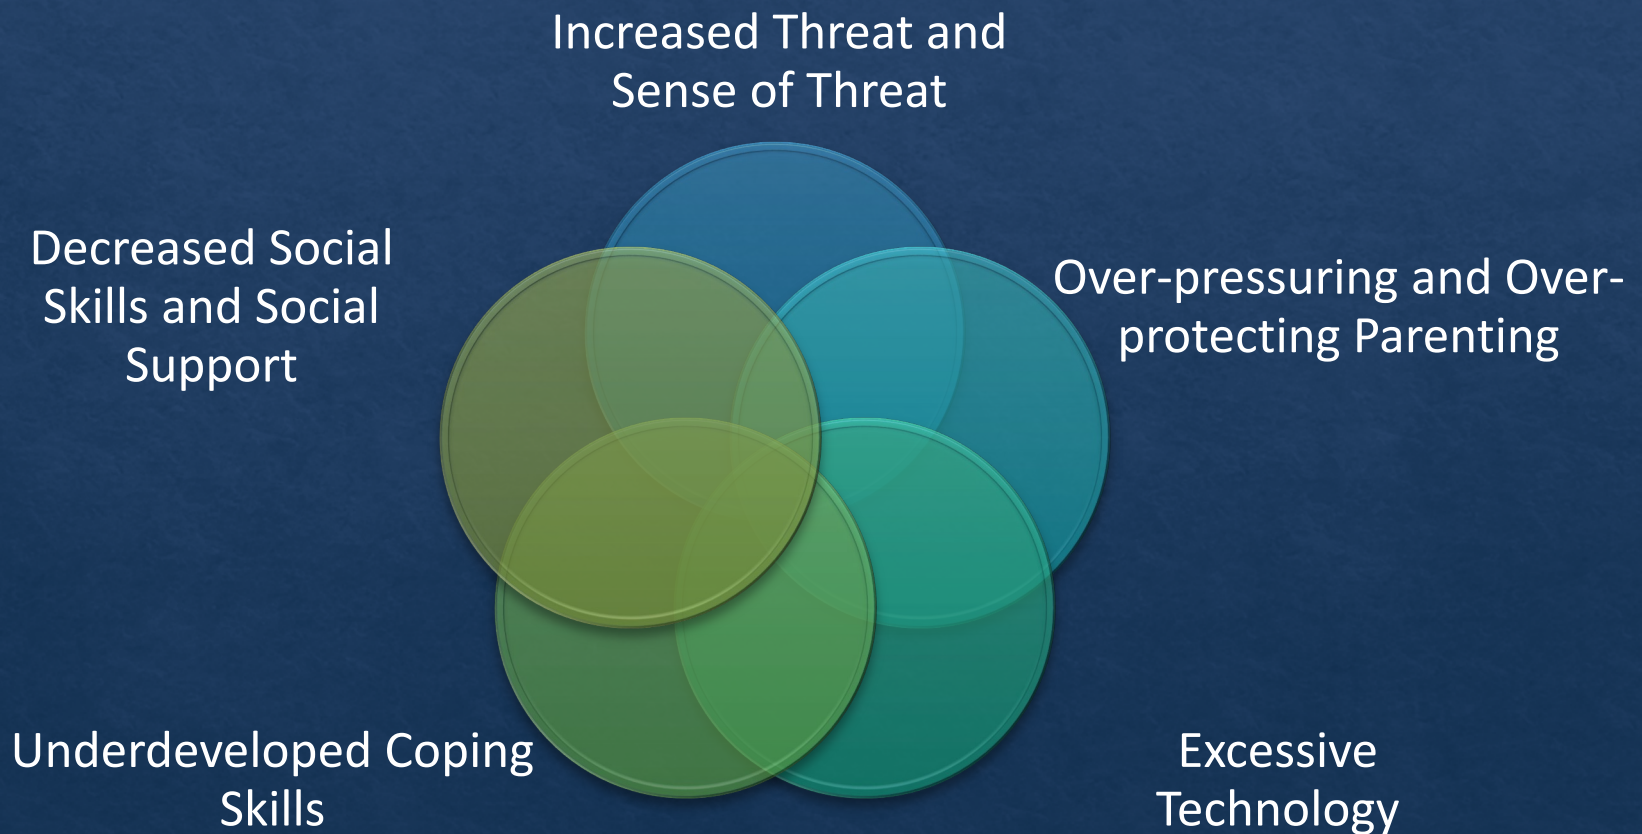 Increased Threat and
Sense of Threat
Decreased Social
Skills and Social
Support
Over-pressuring and Over-
protecting Parenting
Underdeveloped Coping
Skills
Excessive
Technology